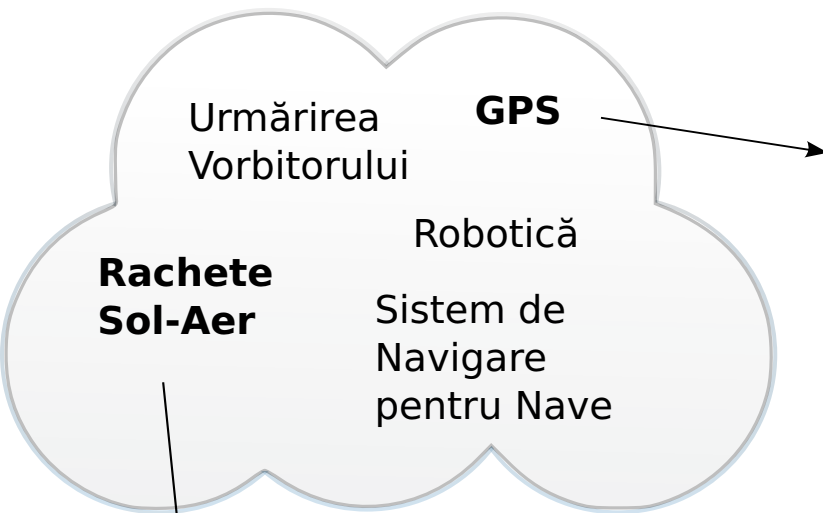 Urmărirea
Vorbitorului
GPS
Robotică
Rachete
Sol-Aer
Sistem de
Navigare
pentru Nave